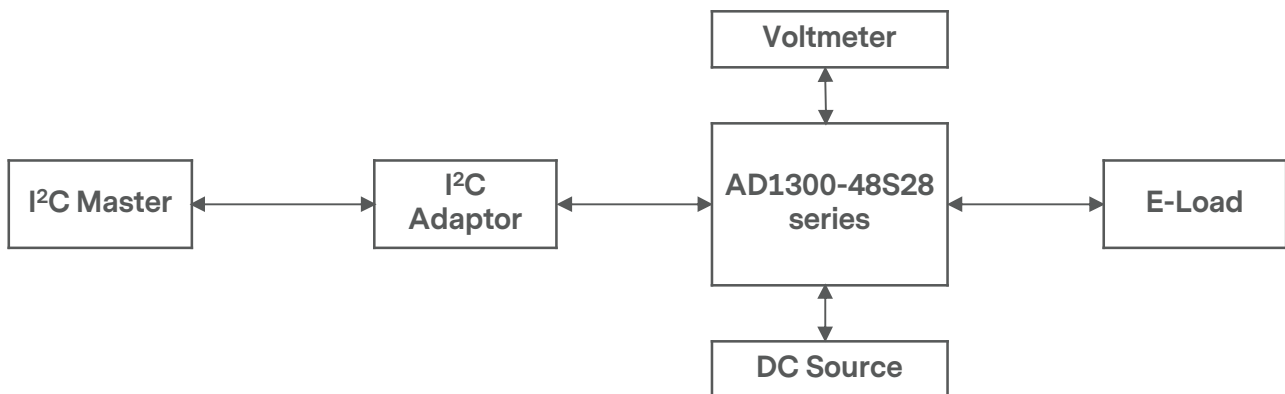 Voltmeter
I²C Master
I²C
Adaptor
AD1300-48S28
series
E-Load
DC Source